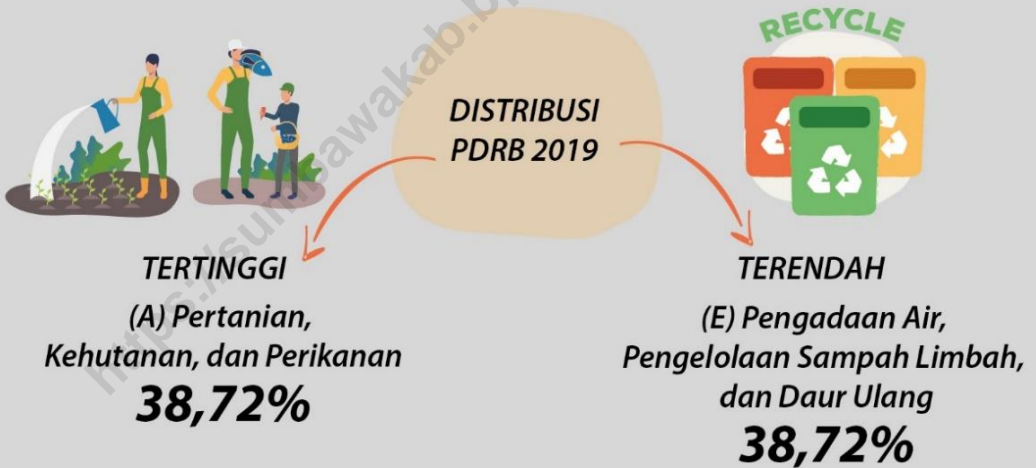 RECYCLE
DISTRIBUSI
PDRB 2019
TERTINGGI
(A) Pertanian,
Kehutanan, dan Perikanan
38,72%
TERENDAH
(E) Pengadaan Air,
Pengelolaan Sampah Limbah,
dan Daur Ulang
38,72%